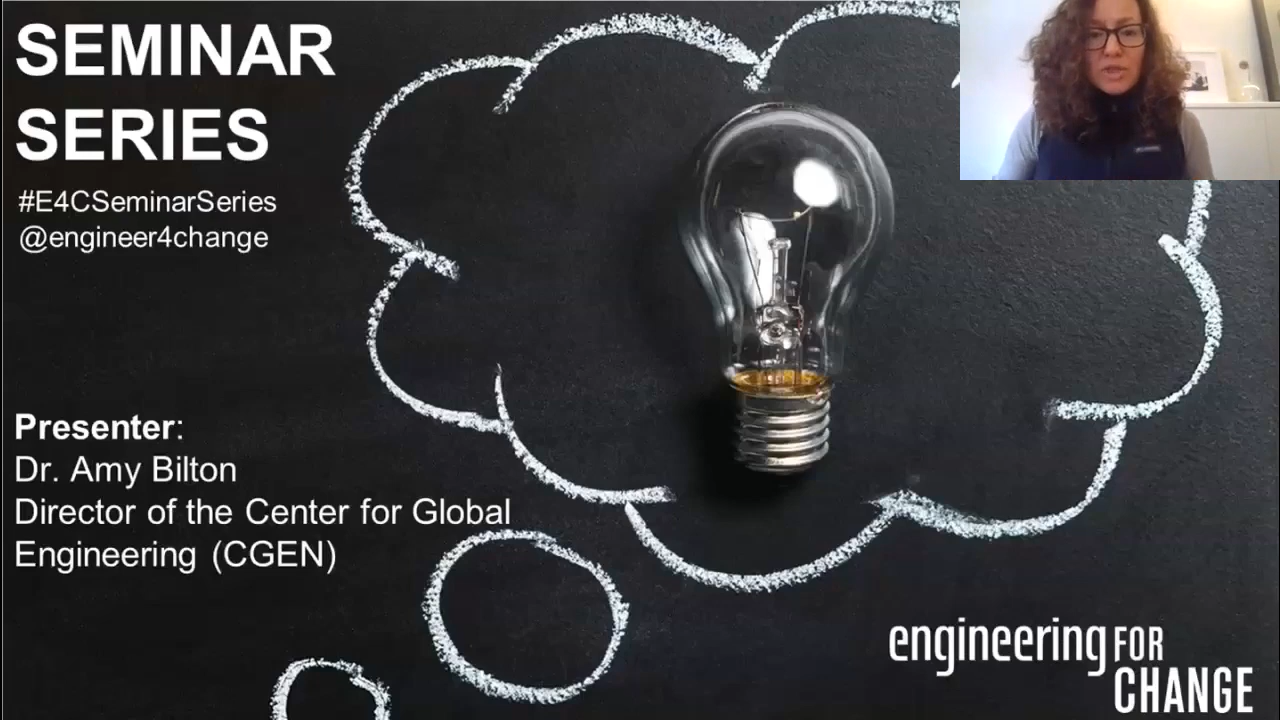 SEMINAR
SERIES
#E4CSeminarSeries
@engineer4change
Presenter:
Dr. Amy Bilton
Director of the Center for Global
Engineering (CGEN)
engineering FOR
CHANGE